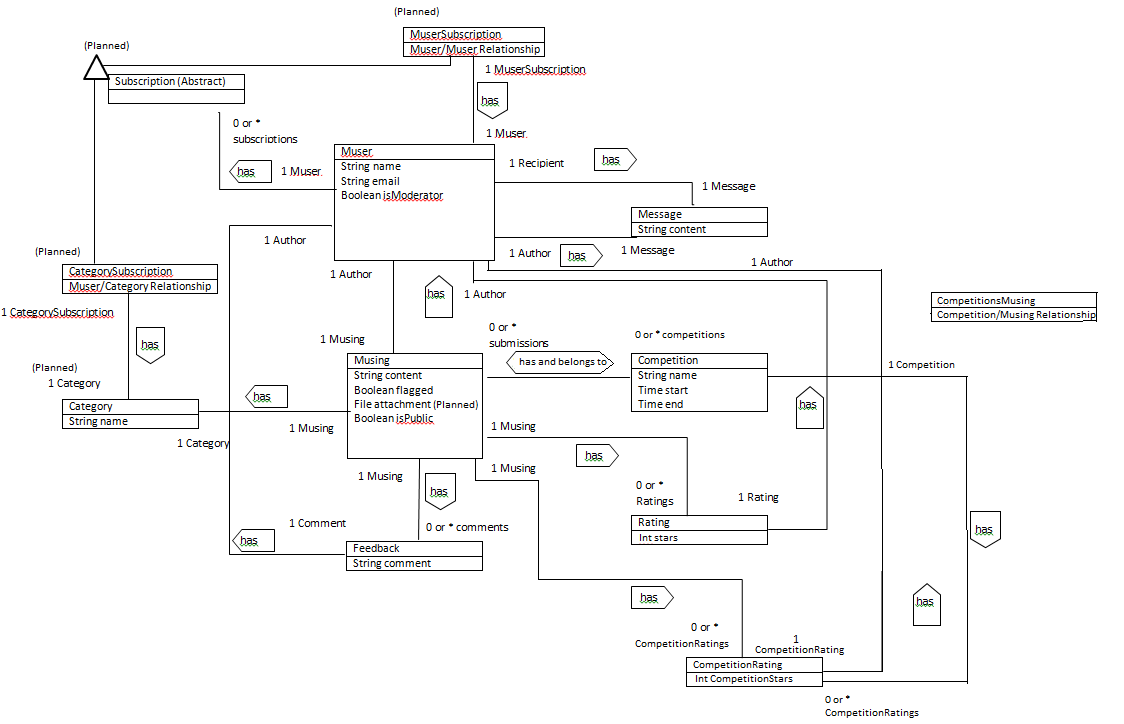 (Planned)
MuserSubscription
Muser/Muser Relationship
(Planned)
1 MuserSubscription
Subscription (Abstract)
has
0 or *
subscriptions
1 Muser.
Muser.
String name
String email
Boolean isModerator
has
1 Muser.
1 Recipient
has
1 Message
Message
String content
1 Author
1 Author
has
1 Message
1 Author
(Planned)
CategorySubscription
Muser/Category Relationship
1 Author
has
1 Author
CompetitionsMusing
Competition/Musing Relationship
1 CategorySubscription
has
0 or *
submissions
0 or * competitions
1 Musing
has and belongs to
Musing
String content
Boolean flagged
File attachment (Planned)
Boolean isPublic
Competition
String name
Time start
Time end
1 Competition
(Planned)
1 Category
Category
String name
has
has
1 Musing
1 Musing
1 Category
has
1 Musing
1 Musing
has
0 or *
Ratings
1 Rating
Rating
Int stars
has
1 Comment
0 or * comments
has
Feedback
String comment
has
has
0 or *
CompetitionRatings
1
CompetitionRating
CompetitionRating
Int CompetitionStars
0 or *
CompetitionRatings